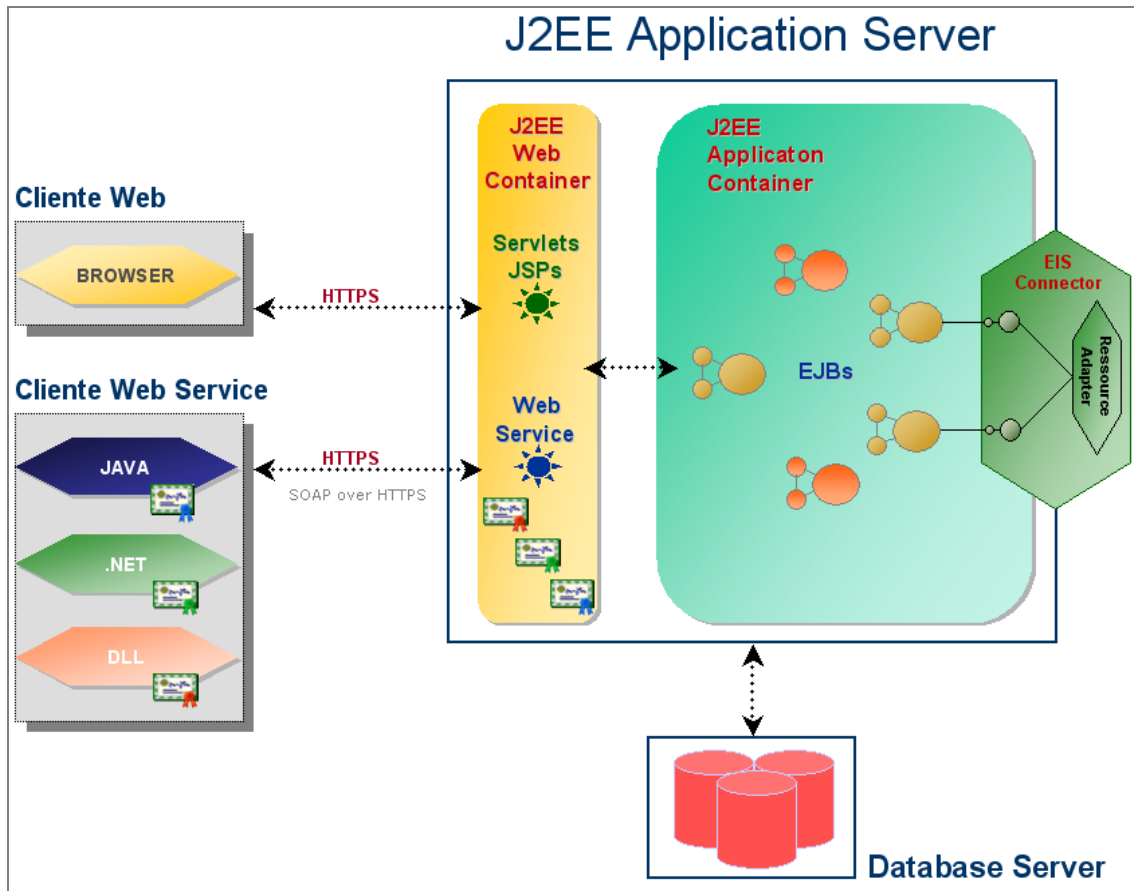 J2EE Application Server
J2EE
Web
Container
J2EE
Applicaton
Container
Cliente Web
BROWSER
HTTPS
Servlets
JSPs
EIS
Connector
Ressource
Adapter
EJBs
Cliente Web Service
JAVA
HTTPS
SOAP over HTTPS
Web
Service
.NET
DLL
Database Server